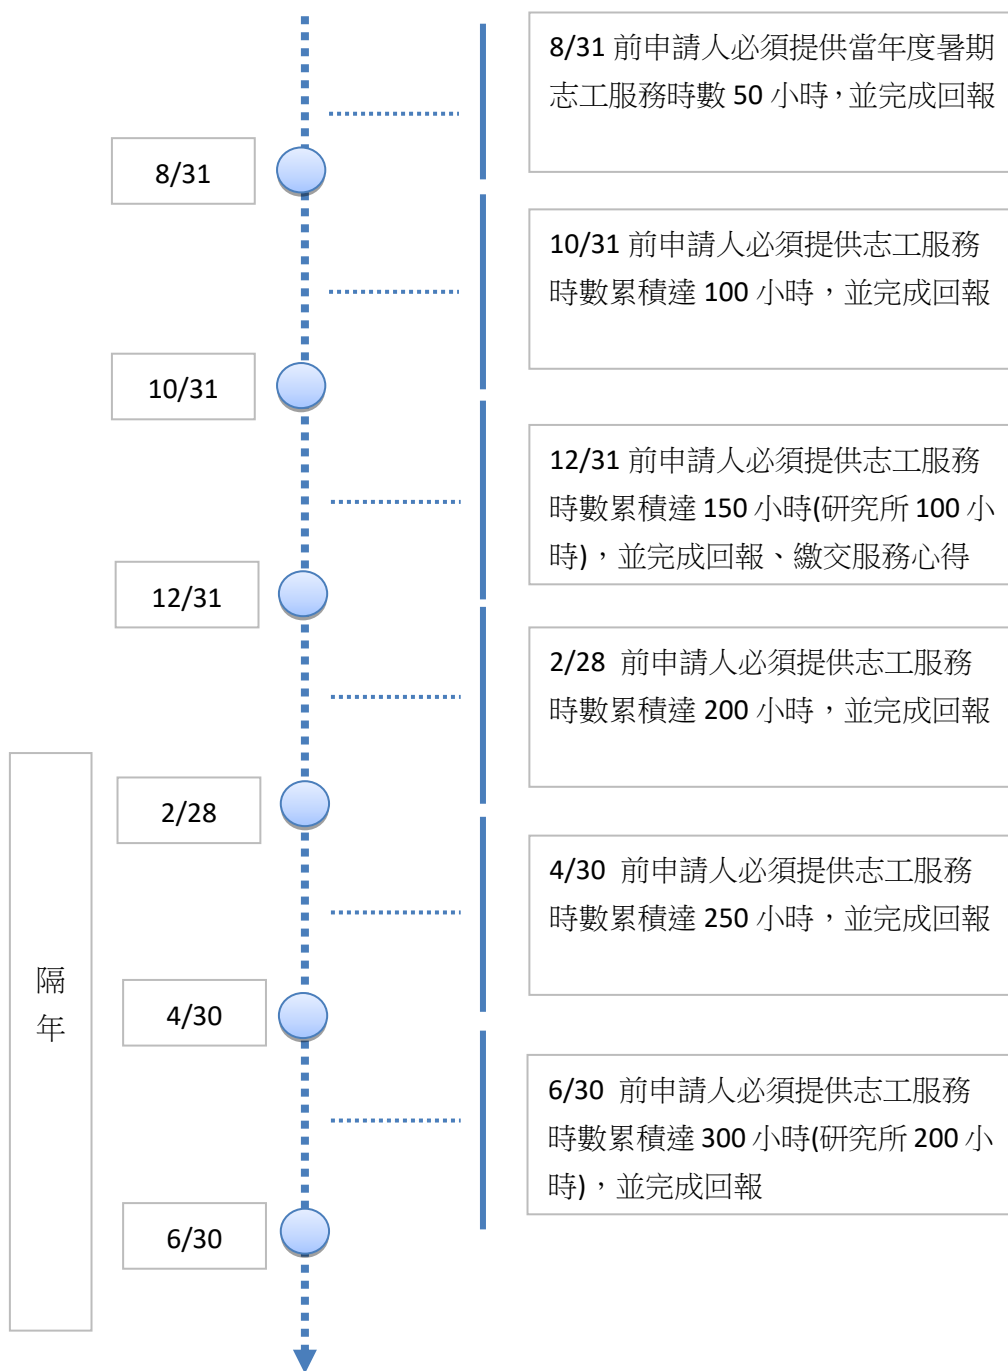 8/31 前申請人必須提供當年度暑期
志工服務時數 50 小時，並完成回報
8/31
10/31 前申請人必須提供志工服務
時數累積達 100 小時，並完成回報
10/31
12/31 前申請人必須提供志工服務
時數累積達 150 小時(研究所 100 小
時)，並完成回報、繳交服務心得
12/31
2/28 前申請人必須提供志工服務
時數累積達 200 小時，並完成回報
2/28
4/30 前申請人必須提供志工服務
時數累積達 250 小時，並完成回報
隔
年
4/30
6/30 前申請人必須提供志工服務
時數累積達 300 小時(研究所 200 小
時)，並完成回報
6/30